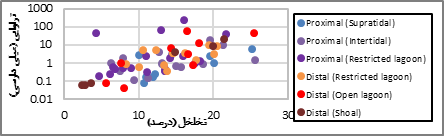 1000
100
10
1
0.1
0.01
0
10
20
30
تراوایی (میلی دارسی)
تخلخل (درصد)
Proximal (Supratidal)
Proximal (Intertidal)
Proximal (Restricted lagoon)
Distal (Restricted lagoon)
Distal (Open lagoon)
Distal (Shoal)